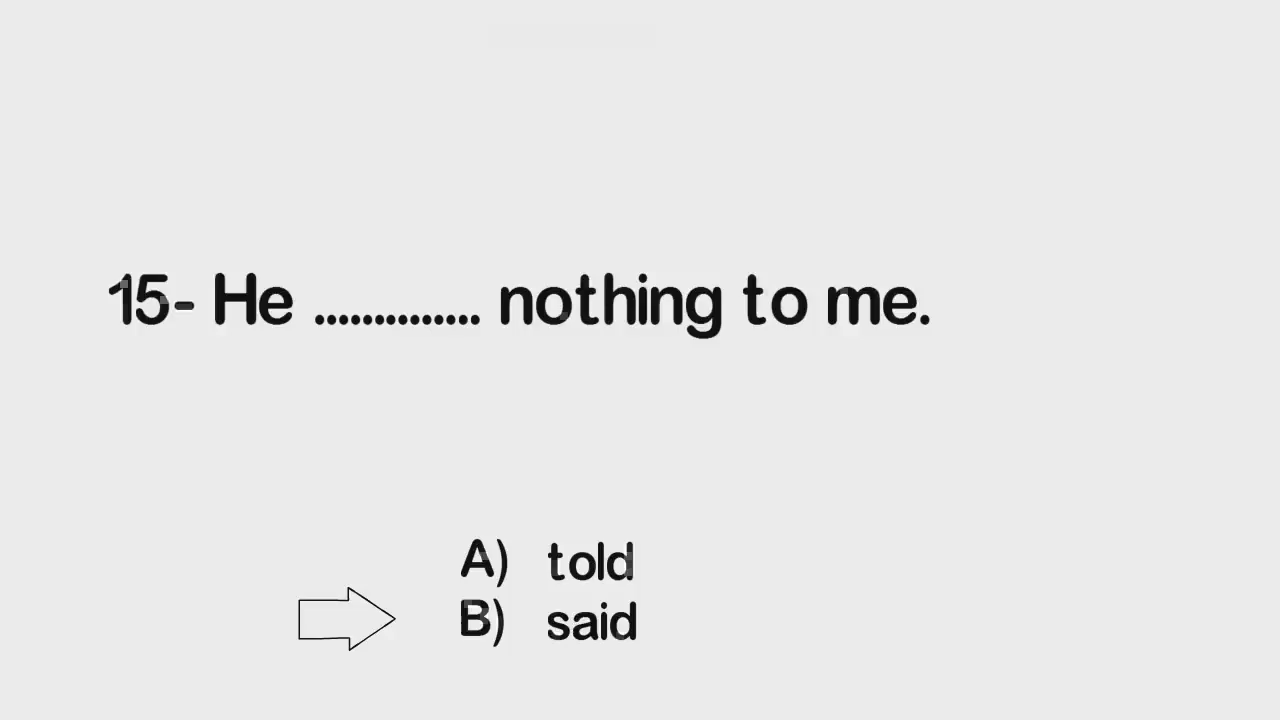 15- He .............. nothing to me.
A) told
B) said